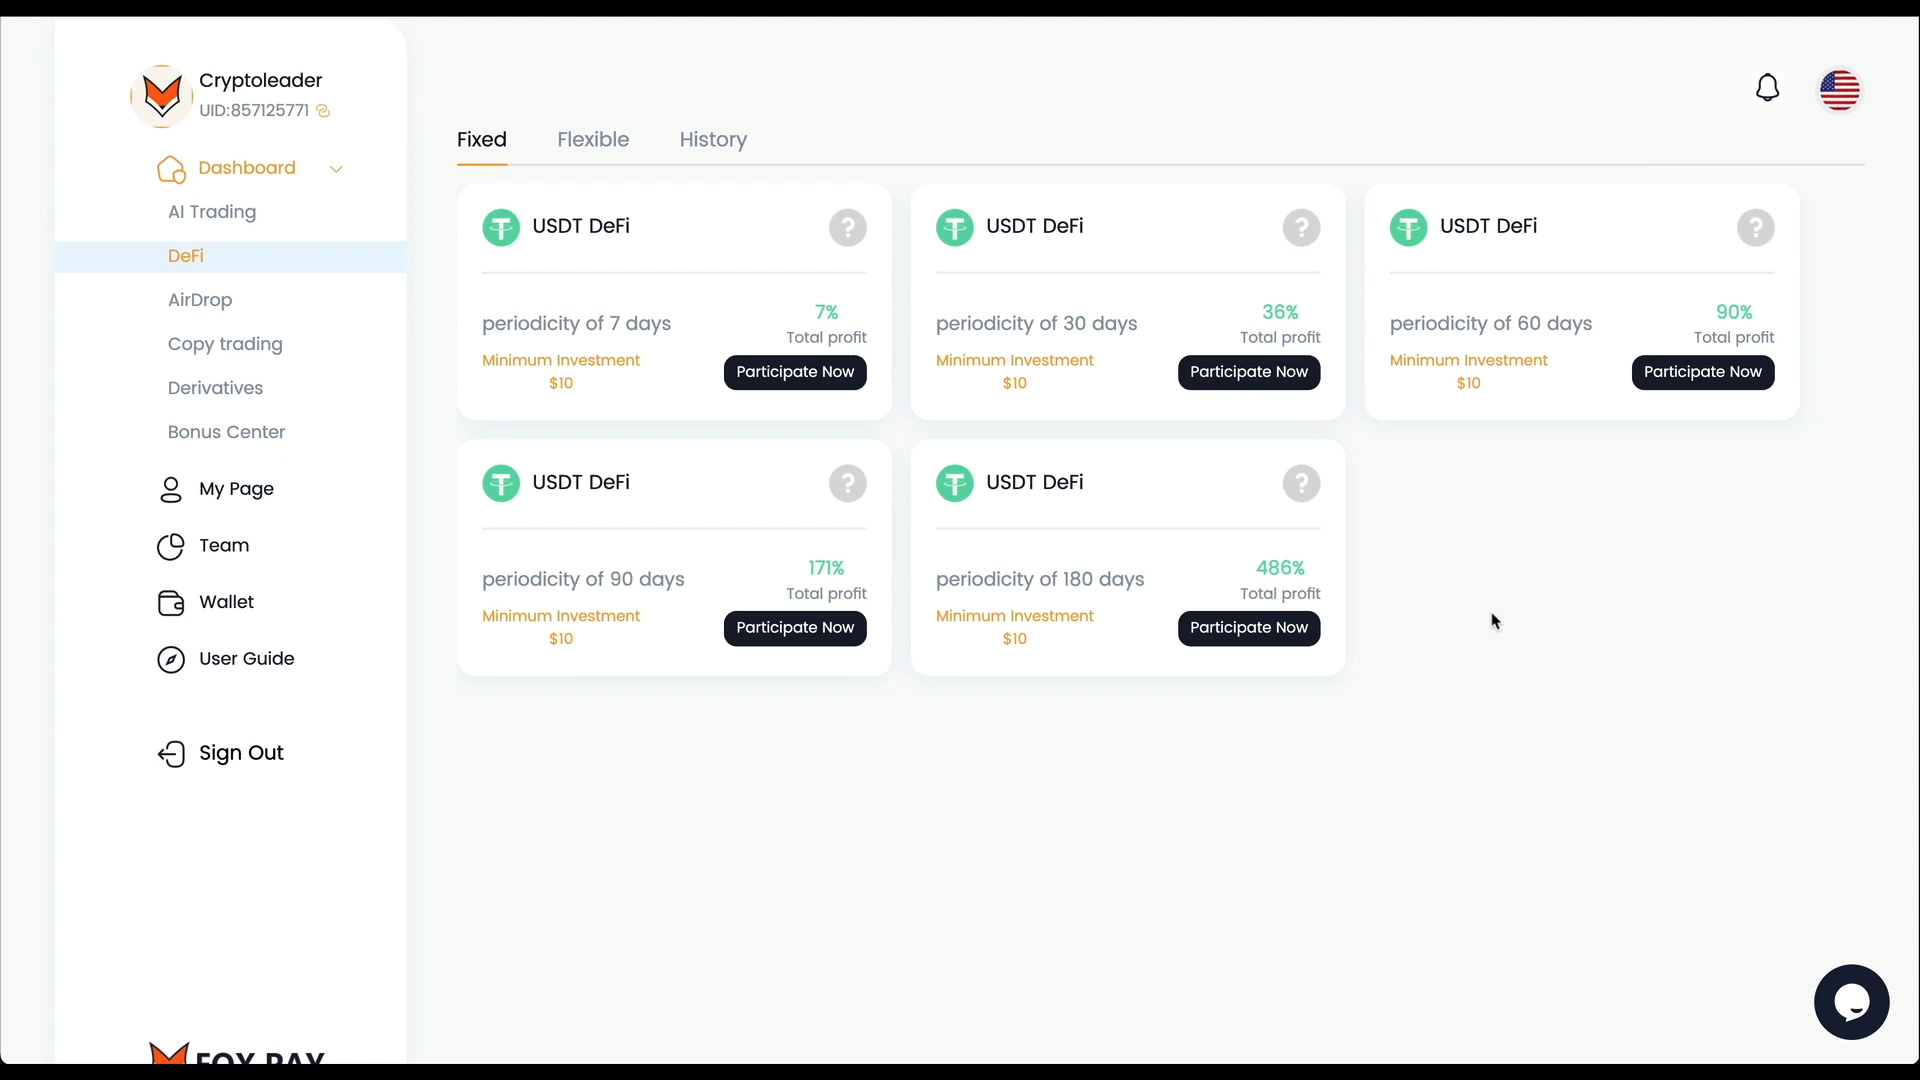 Cryptoleader
UID:857125771
Dashboard
AI Trading
DeFi
AirDrop
Copy trading
Derivatives
Bonus Center
My Page
Team
Wallet
User Guide
Sign Out
FOX PAY
Fixed Flexible History
USDT DeFi
?
periodicity of 7 days
7%
Total profit
Minimum Investment
$10
Participate Now
USDT DeFi
?
periodicity of 30 days
36%
Total profit
Minimum Investment
$10
Participate Now
USDT DeFi
?
periodicity of 60 days
90%
Total profit
Minimum Investment
$10
Participate Now
USDT DeFi
?
periodicity of 90 days
171%
Total profit
Minimum Investment
$10
Participate Now
USDT DeFi
?
periodicity of 180 days
486%
Total profit
Minimum Investment
$10
Participate Now